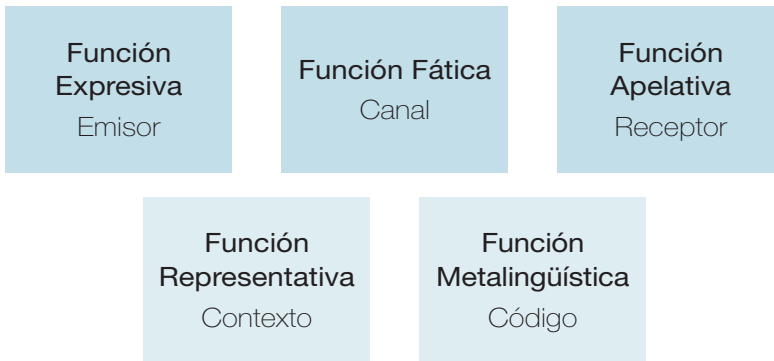 Función
Expresiva
Emisor
Función Fática
Canal
Función
Apelativa
Receptor
Función
Representativa
Contexto
Función
Metalingüística
Código